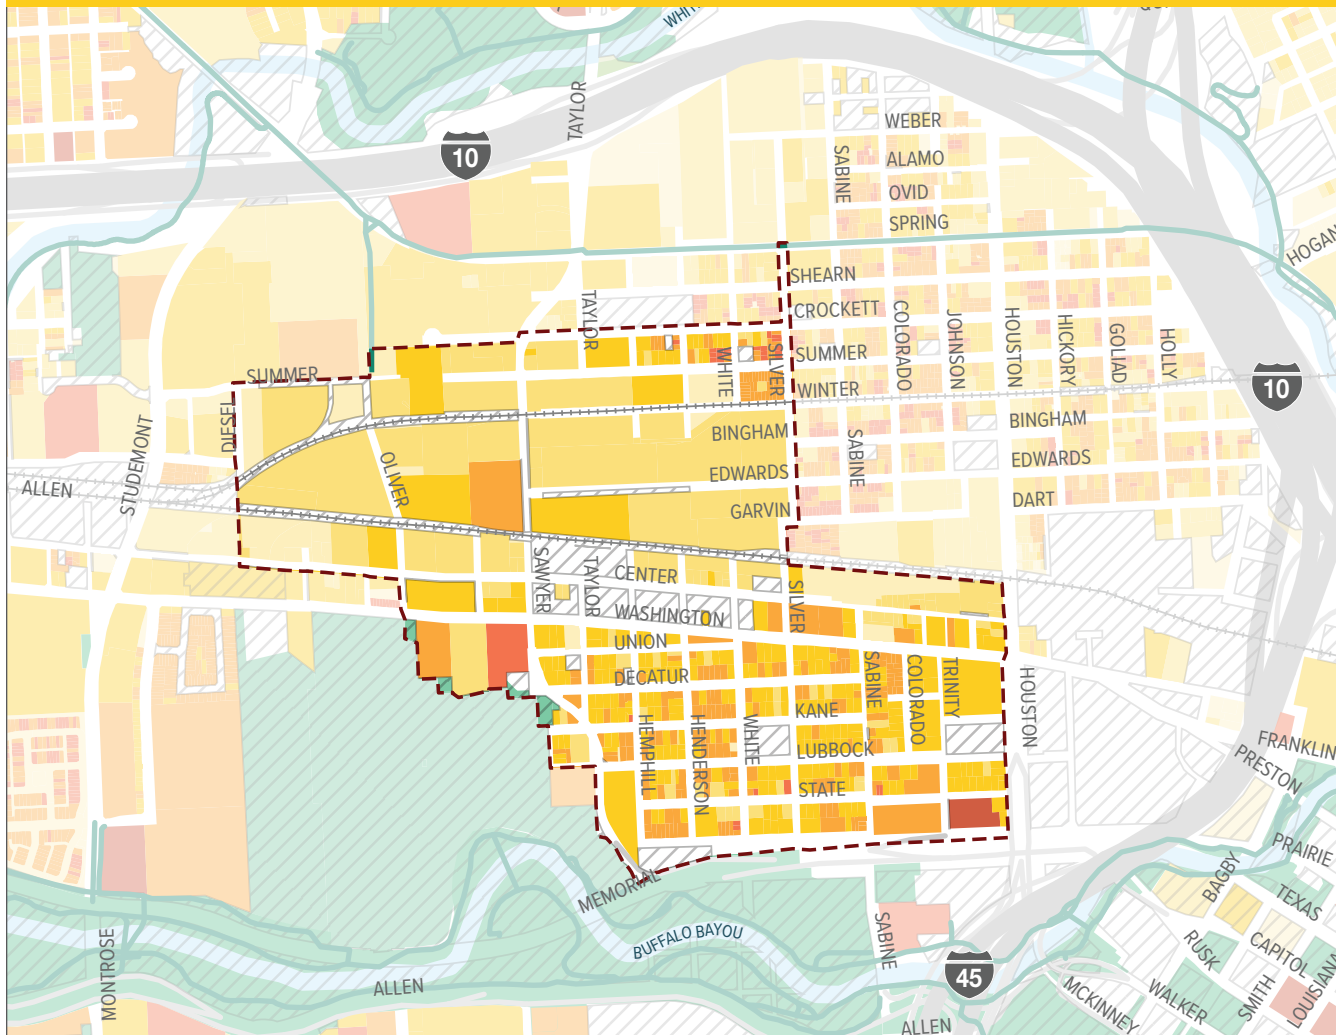 TAYLOR
10
WEBER
SABINE
ALAMO
OVID
SPRING
HOGAN
SHEARN
CROCKETT
TAYLOR
COLORADO
JOHNSON
HOUSTON
HICKORY
GOLIAD
HOLLY
SUMMER
WHITE
SILVER
SUMMER
WINTER
10
DIESEL
STUDEMONT
BINGHAM
BINGHAM
SABINE
OLIVER
EDWARDS
EDWARDS
ALLEN
GARVIN
DART
SAWYER
TAYLOR
CENTER
SILVER
WASHINGTON
UNION
DECATUR
SABINE
COLORADO
TRINITY
HOUSTON
KANE
HEMPHILL
HENDERSON
WHITE
LUBBOCK
STATE
FRANKLIN
PRESTON
MEMORIAL
PRAIRIE
BAGBY
TEXAS
BUFFALO BAYOU
SABINE
RUSK
CAPITOL
MONTROSE
45
ALLEN
MCKINNEY
WALKER
SMITH
LOUISIANA
ALLEN